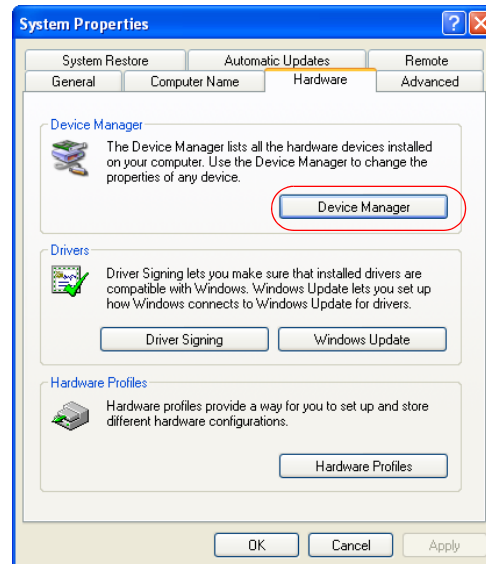 System Properties
System Restore Automatic Updates Remote
General Computer Name Hardware Advanced
Device Manager
The Device Manager lists all the hardware devices installed
on your computer. Use the Device Manager to change the
properties of any device.
Device Manager
Drivers
Driver Signing lets you make sure that installed drivers are
compatible with Windows. Windows Update lets you set up
how Windows connects to Windows Update for drivers.
Driver Signing Windows Update
Hardware Profiles
Hardware profiles provide a way for you to set up and store
different hardware configurations.
Hardware Profiles
OK Cancel Apply